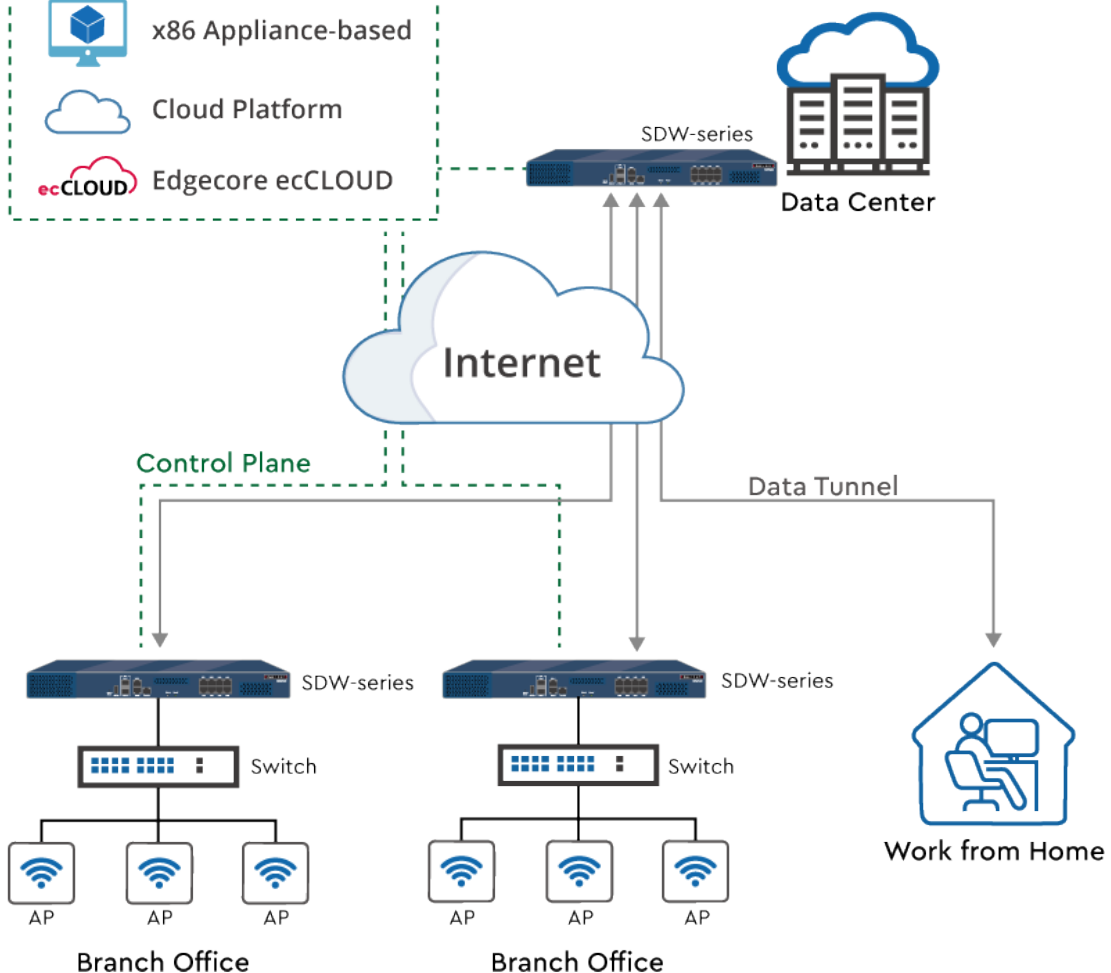 x86 Appliance-based
Cloud Platform
ecCLOUD Edgecore ecCLOUD
SDW-series
Data Center
Internet
Control Plane
Data Tunnel
SDW-series
SDW-series
Switch
Switch
Work from Home
AP
AP
AP
AP
AP
AP
Branch Office
Branch Office